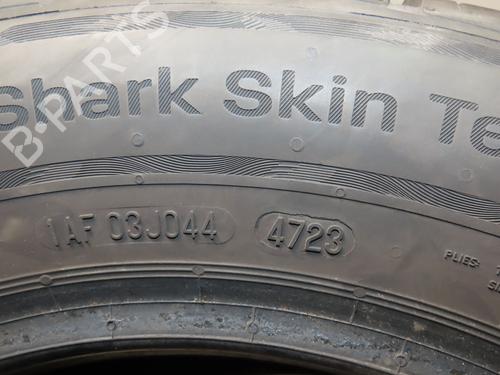 Shark Skin Te
1AF 03J044 4723
PLIES:
B-PARTS